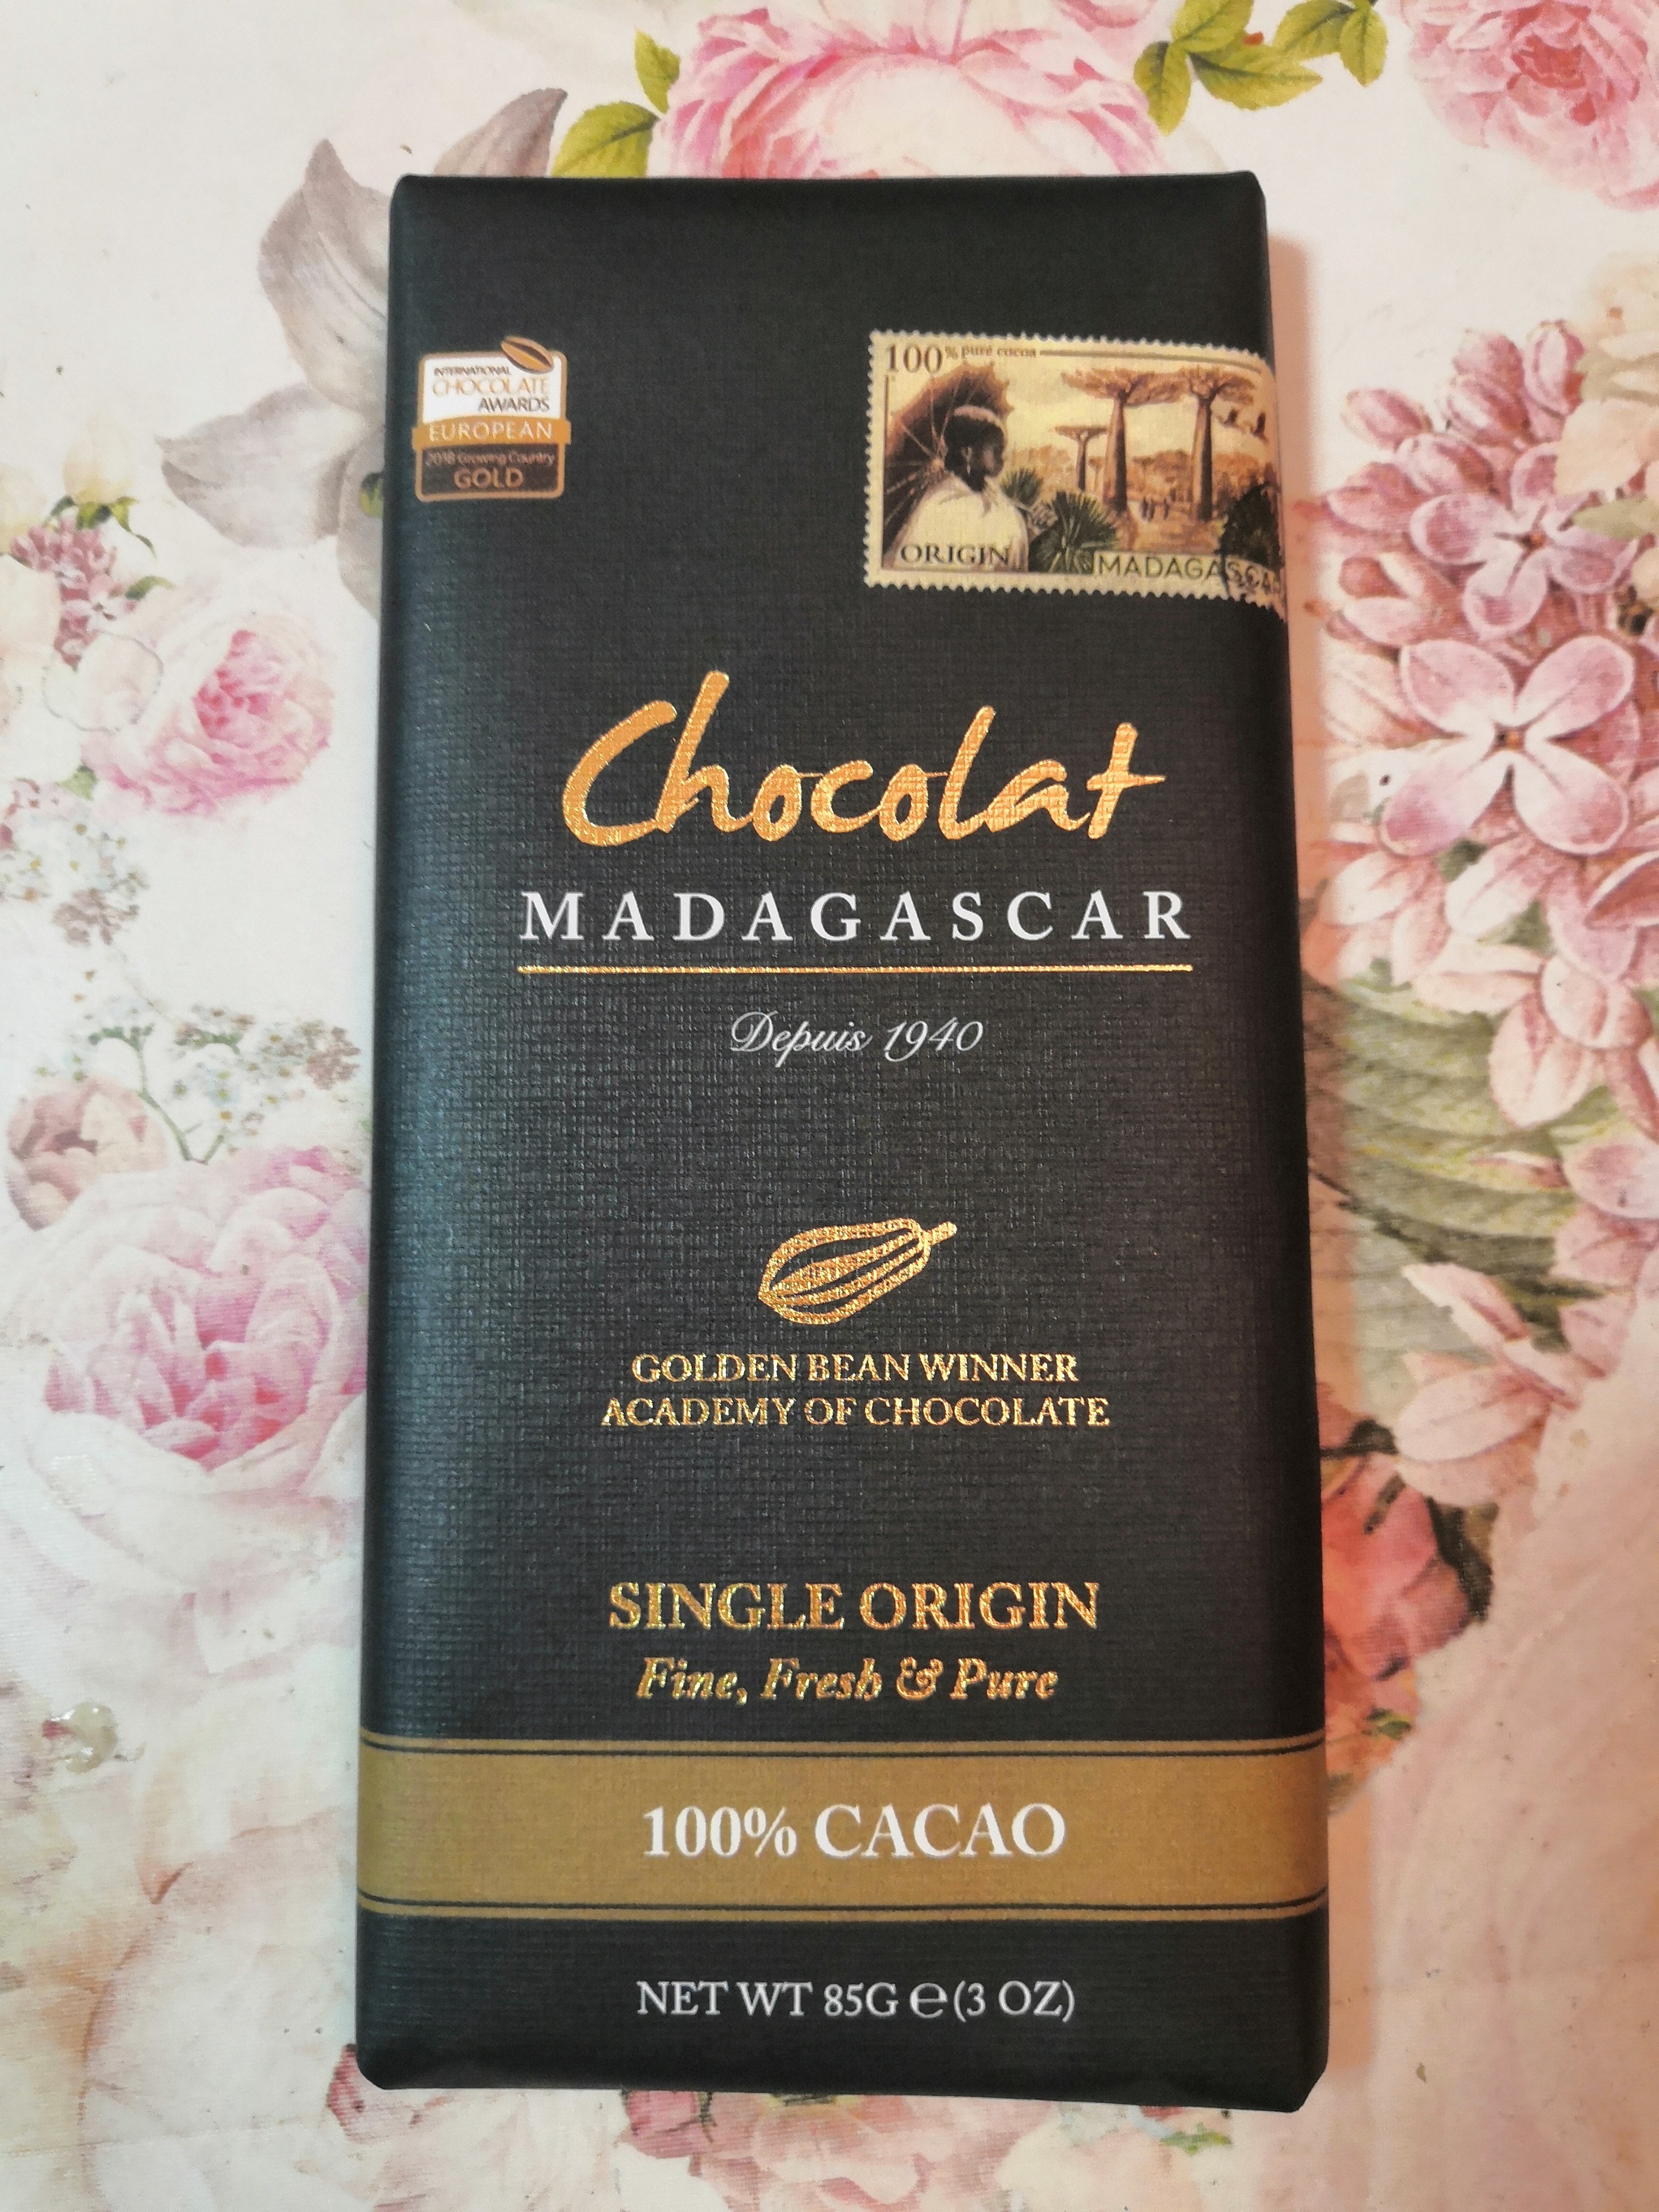 INTERNATIONAL
CHOCOLATE
AWARDS
EUROPEAN
2018 Growing Country
GOLD
100% pure cocoa
ORIGIN
MADAGASCAR
Chocolat
MADAGASCAR
Depuis 1940
GOLDEN BEAN WINNER
ACADEMY OF CHOCOLATE
SINGLE ORIGIN
Fine, Fresh & Pure
100% CACAO
NET WT 85G ℮ (3 OZ)